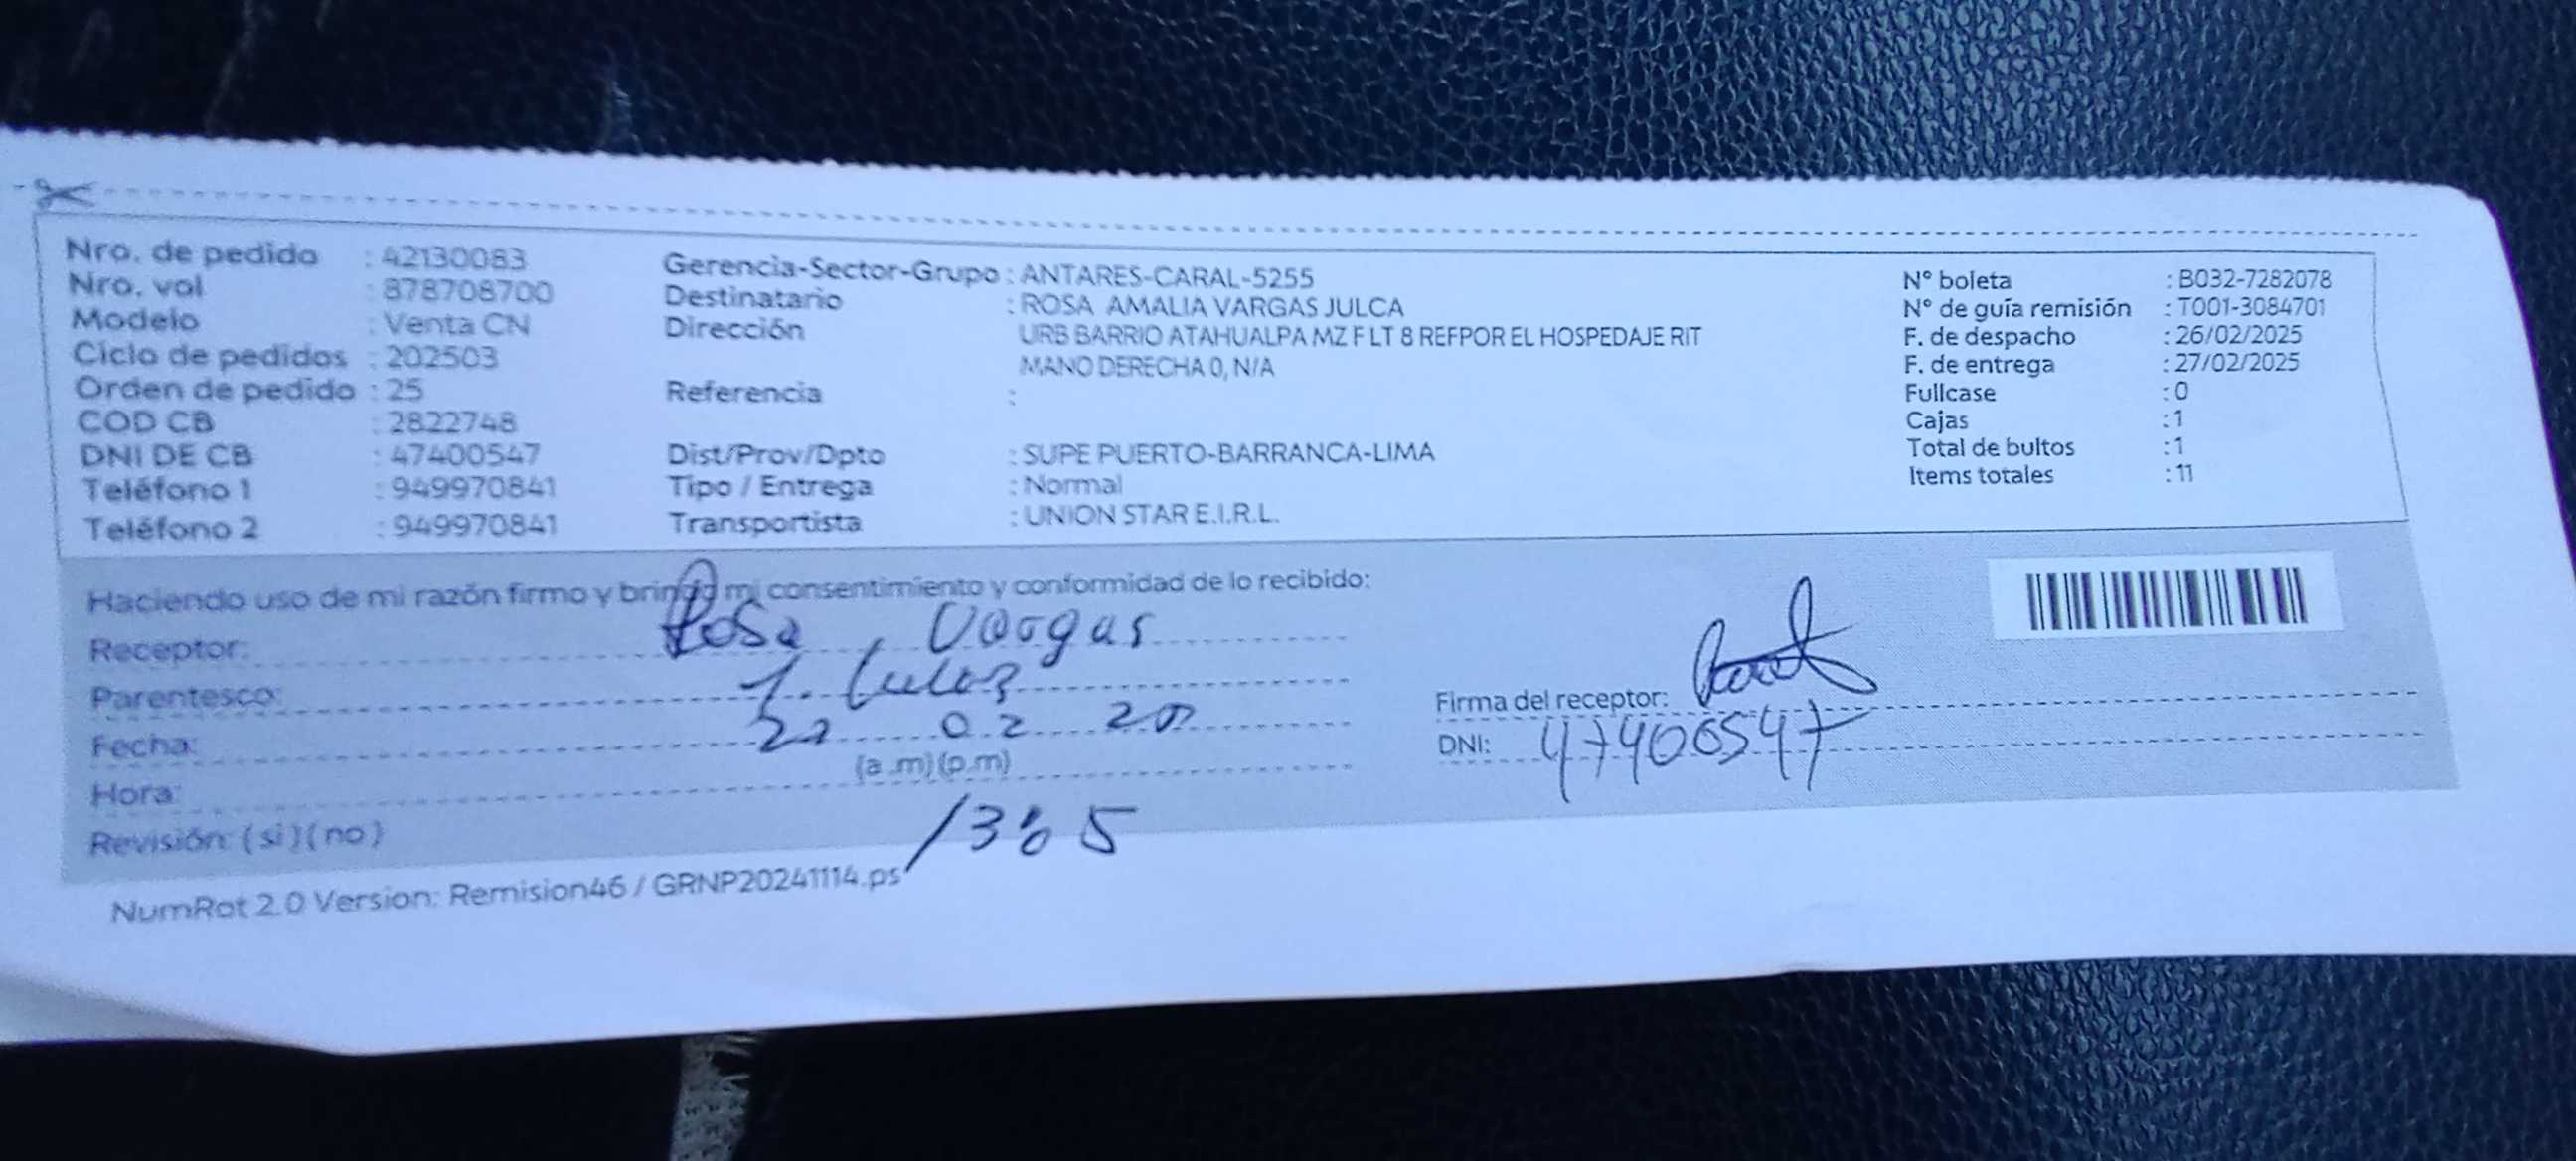 Nro. de pedido : 42130083
Nro. val : 878708700
Modelo : Venta CN
Ciclo de pedidos : 202503
Orden de pedido : 25
COD CB : 2822748
DNI DE CB : 47400547
Teléfono 1 : 949970841
Teléfono 2 : 949970841
Gerencia-Sector-Grupo : ANTARES-CARAL-5255
Destinatario : ROSA AMALIA VARGAS JULCA
Dirección URB BARRIO ATAHUALPA MZ F LT 8 REFPOR EL HOSPEDAJE RIT
MANO DERECHA 0, N/A
Referencia :
Dist/Prov/Dpto : SUPE PUERTO-BARRANCA-LIMA
Tipo / Entrega : Normal
Transportista : UNION STAR E.I.R.L.
N° boleta : B032-7282078
N° de guía remisión : T001-3084701
F. de despacho : 26/02/2025
F. de entrega : 27/02/2025
Fullcase : 0
Cajas : 1
Total de bultos : 1
Items totales : 11
Haciendo uso de mi razón firmo y brindo mi consentimiento y conformidad de lo recibido:
Receptor: Rosa Vargas
Parentesco:
Fecha: 27 02
Hora: (a .m) (p.m)
Revisión: (si) (no)
Firma del receptor:
DNI: 47400547
NumRot 2.0 Version: Remision46 / GRNP20241114.ps